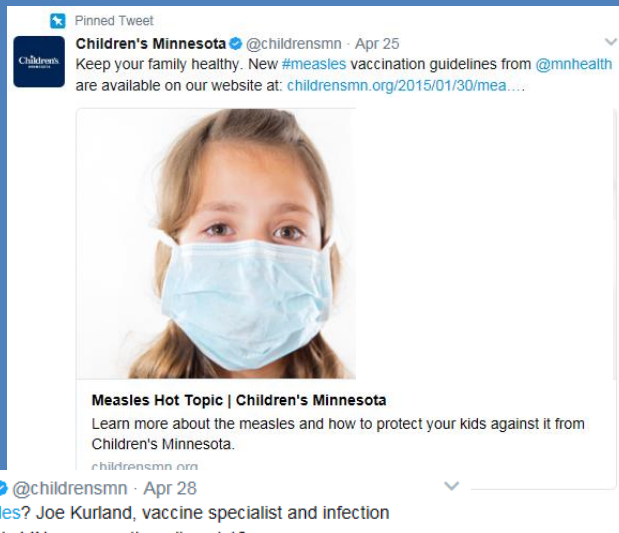 Pinned Tweet
Children's Minnesota @childrensmn · Apr 25
Children's
MINNESOTA
Keep your family healthy. New #measles vaccination guidelines from @mnhealth
are available on our website at: childrensmn.org/2015/01/30/mea….
Measles Hot Topic | Children's Minnesota
Learn more about the measles and how to protect your kids against it from
Children's Minnesota.
childrensmn.org
@childrensmn · Apr 28
les? Joe Kurland, vaccine specialist and infection